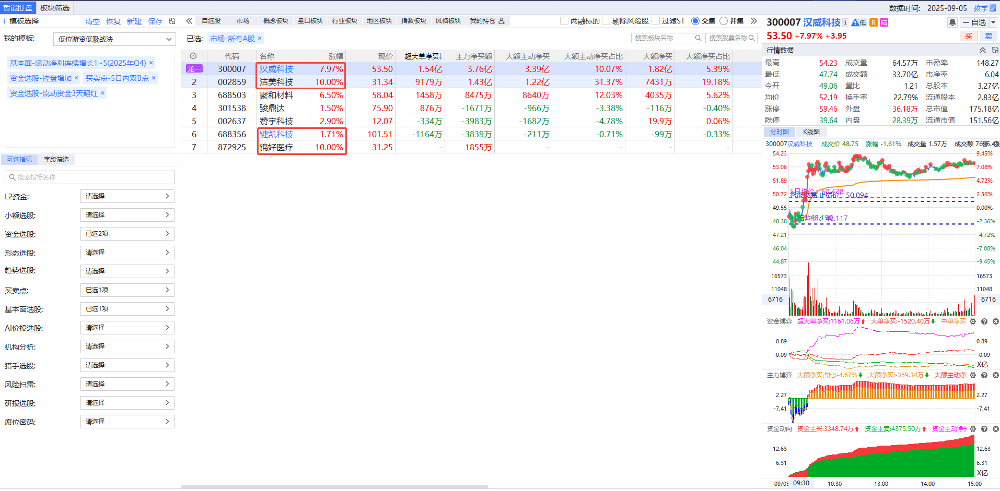 智能盯盘 板块筛选 数据时间: 2025-09-05 教学
模板选择 清空 恢复 新建 保存
我的模板: 低位游资低吸战法
基本面-滚动净利连续增长1~5(2025年Q4) ×
资金选股-控盘增加 × 买卖点-5日内双B点 ×
资金选股-流动资金3天翻红 ×
可选指标 字段筛选
搜索指标名称
L2资金: 请选择
小额选股: 请选择
资金选股: 已选2项
形态选股: 请选择
趋势选股: 请选择
买卖点: 已选1项
基本面选股: 已选1项
AI价投选股: 请选择
机构分析: 请选择
猎手选股: 请选择
风险扫雷: 请选择
研报选股: 请选择
席位密码: 请选择
自选股 市场 概念板块 盘口板块 行业板块 地区板块 指数板块 风格板块 我的持仓 两融标的 剔除风险股 过滤ST 交集 并集
已选: 市场-所有A股 × 搜索板块名称 搜索股票名称
代码 名称 涨幅 现价 超大单净买↓ 主力净买额 大额主动净买 大额主动净买占比 大额净买 大额净买占比
龙一 300007 汉威科技 7.97% 53.50 1.54亿 3.76亿 3.39亿 10.07% 1.82亿 5.39%
2 002859 洁美科技 10.00% 31.34 9179万 1.43亿 1.22亿 31.37% 7431万 19.18%
3 688503 聚和材料 6.50% 58.04 1458万 8475万 8640万 12.03% 4035万 5.62%
4 301538 骏鼎达 1.50% 75.90 876万 -1671万 -966万 -3.38% -116万 -0.40%
5 002637 赞宇科技 2.90% 12.07 -334万 -3983万 -1682万 -4.78% 19.9万 0.06%
6 688356 键凯科技 1.71% 101.51 -1164万 -3839万 -211万 -0.71% -99万 -0.33%
7 872925 锦好医疗 10.00% 31.25 - 1855万 - - - -
300007 汉威科技 i 低 R 陆 一 自选
53.50 +7.97% +3.95 买 卖
行情数据
最高 54.23 成交量 64.57万 市盈率 148.27
最低 47.74 成交额 33.70亿 市净率 6.04
今开 49.06 量比 1.21 总股本 3.27亿
均价 52.19 换手率 22.79% 流通股本 2.83亿
涨停 59.46 外盘 36.18万 总市值 175.18亿
跌停 39.64 内盘 28.39万 流通市值 151.56亿
分时图 K线图
300007汉威科技 成交价 48.75 涨幅 -1.61% 成交量 1.57万 成交额
54.23 9.45%
53.06 7.08%
51.89 4.72%
50.72 2.36%
5日均价: 50.438
智能交易.止损价: 50.094
49.55 0.00%
48.38 -2.36%
48.117
47.21 -4.72%
46.04 -7.08%
44.87 -9.45%
16573 16573
11048 11048
6716 6716
资金博弈 超大单净买:1161.06万 大单净买:-1520.40万 中单净买
0.89 0.89
-0.09 -0.09
X亿
主力博弈 大额净买占比:-4.67% 大额净买:-359.34万 大额主动净
2.27 2.27
-7.41 -7.41
资金动向 资金主买:3348.74万 资金主卖:4375.50万 资金主动净买
12.63 12.63
6.31 6.31
X亿
09/05 09:30 10:30 13:00 14:00 15:00